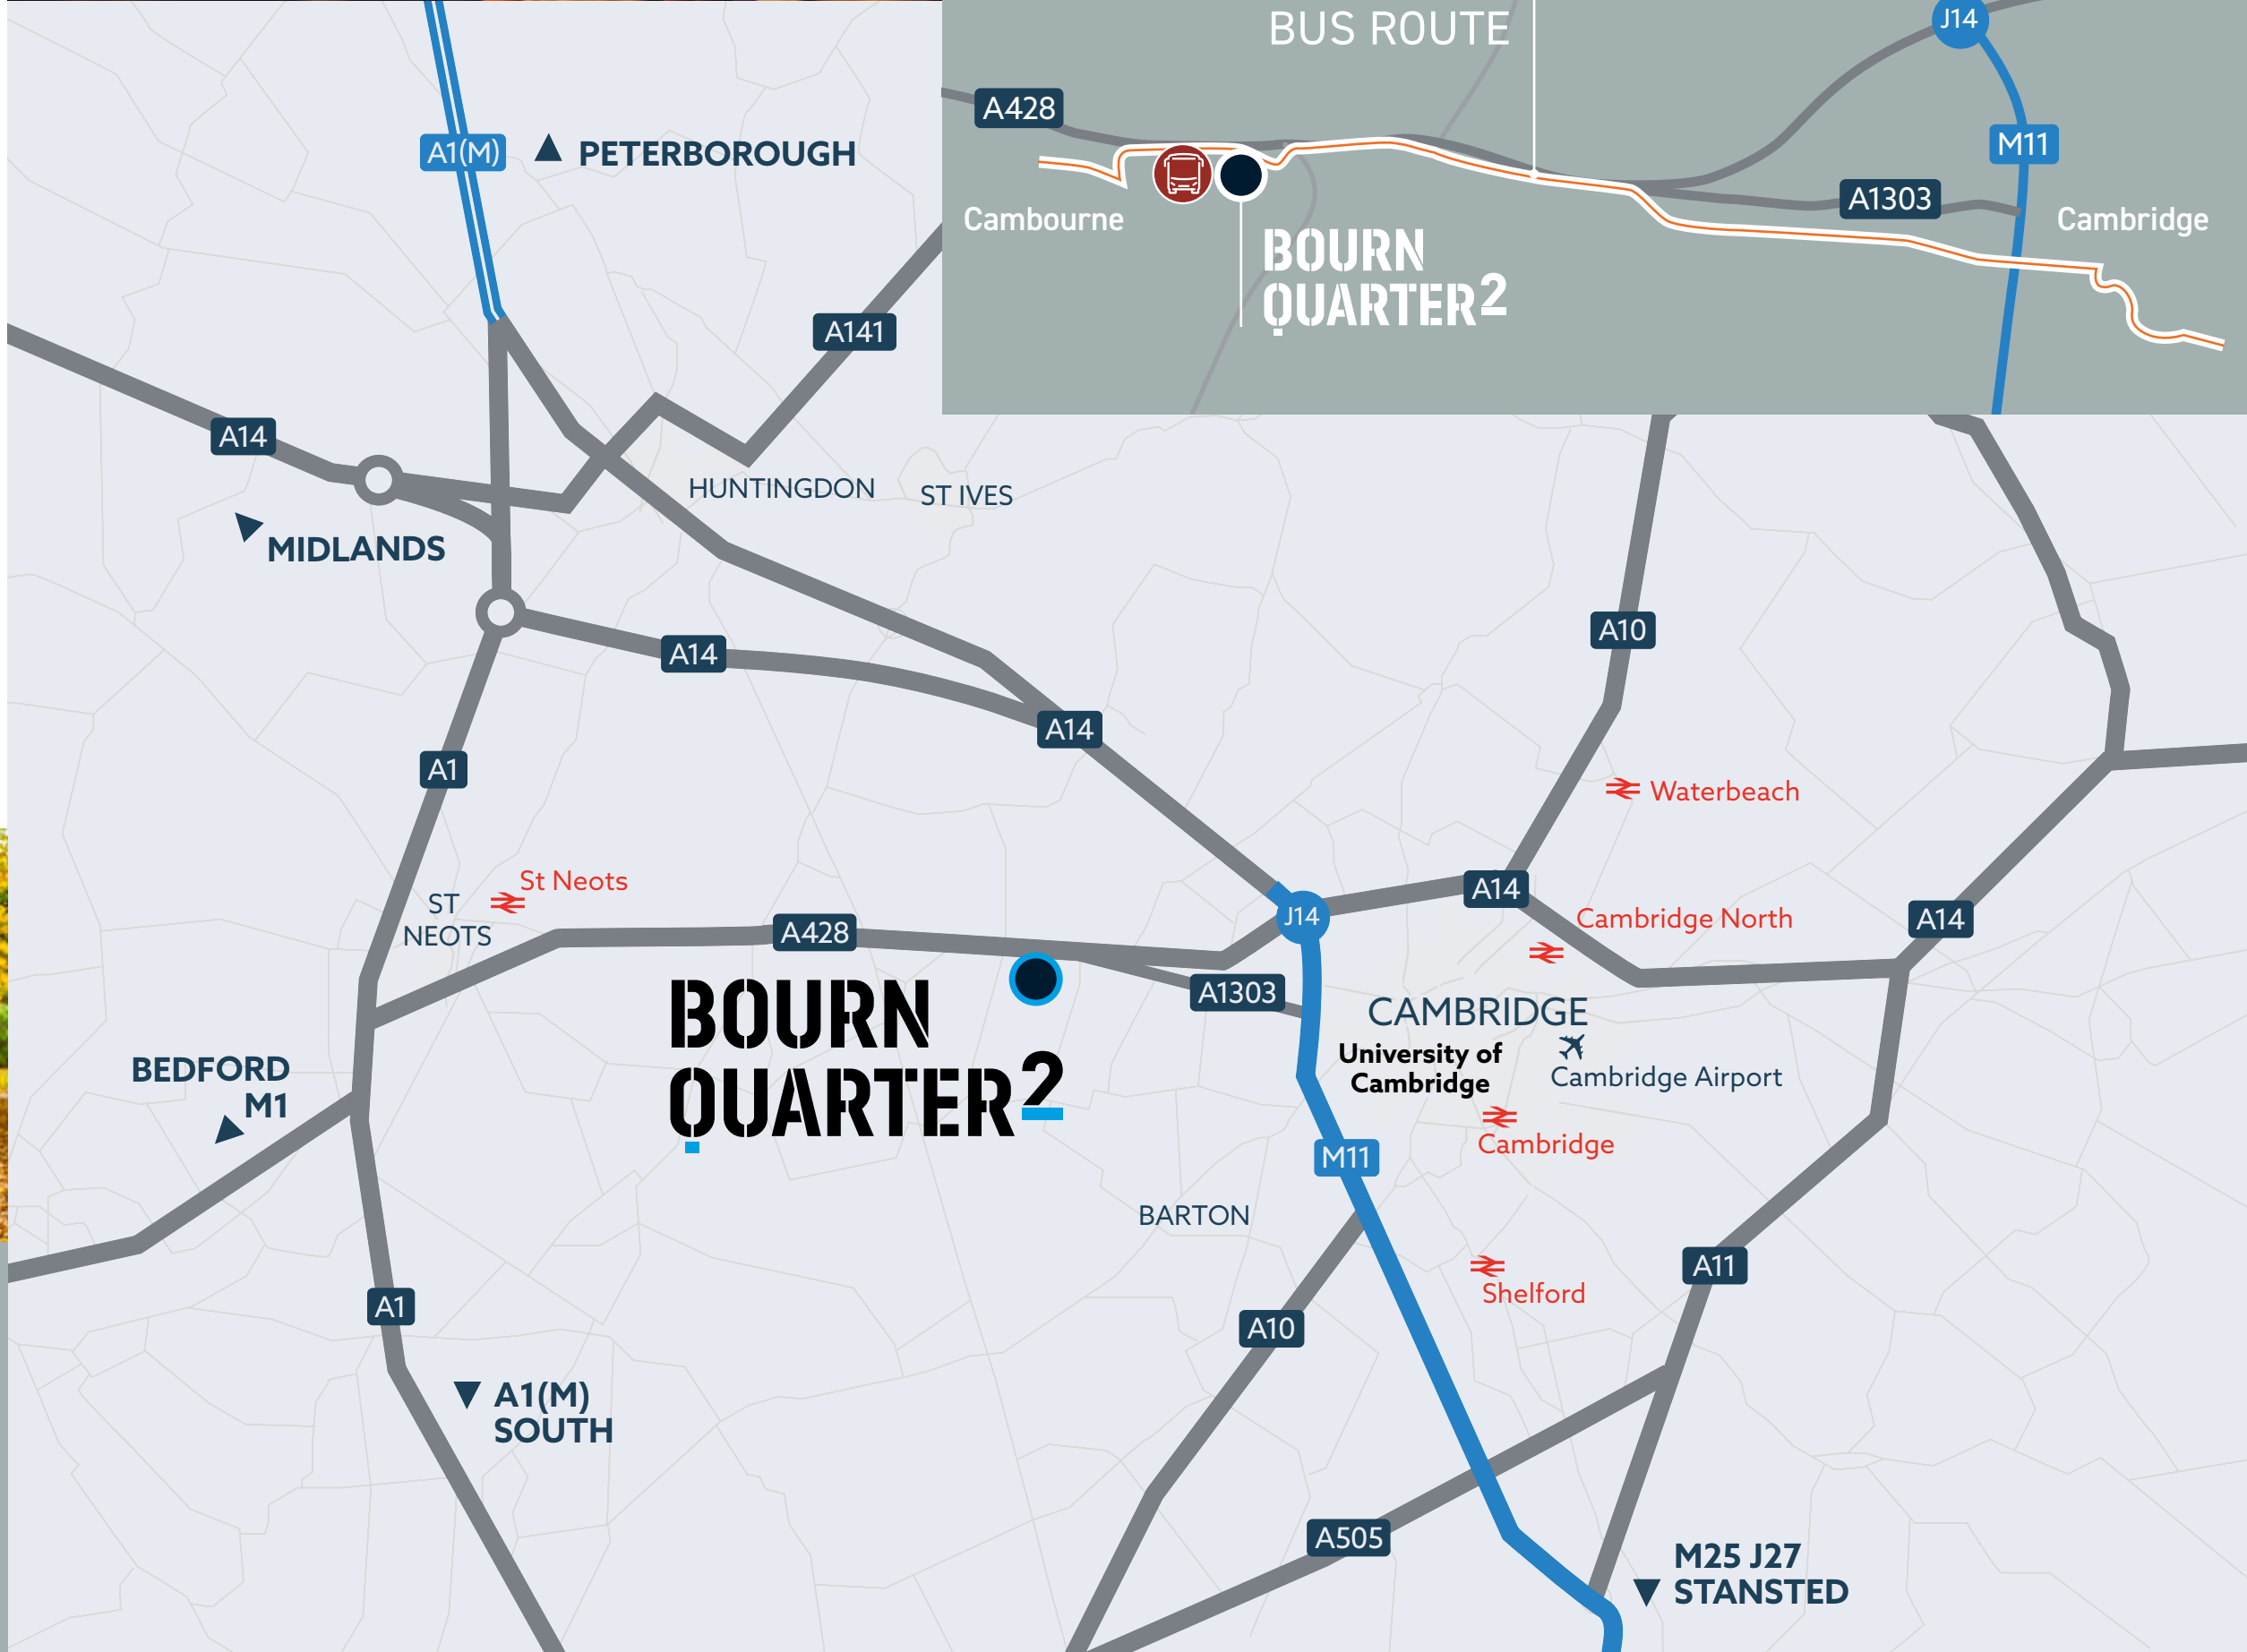 BUS ROUTE
J14
A428
M11
A1303
Cambourne
Cambridge
BOURN
QUARTER2
A1(M)
PETERBOROUGH
A141
A14
HUNTINGDON
ST IVES
MIDLANDS
A10
A14
A14
A1
Waterbeach
St Neots
ST
NEOTS
A428
J14
A14
Cambridge North
A14
BOURN
QUARTER2
A1303
CAMBRIDGE
University of
Cambridge
Cambridge Airport
BEDFORD
M1
Cambridge
M11
BARTON
A11
Shelford
A1
A10
A1(M)
SOUTH
A505
M25 J27
STANSTED